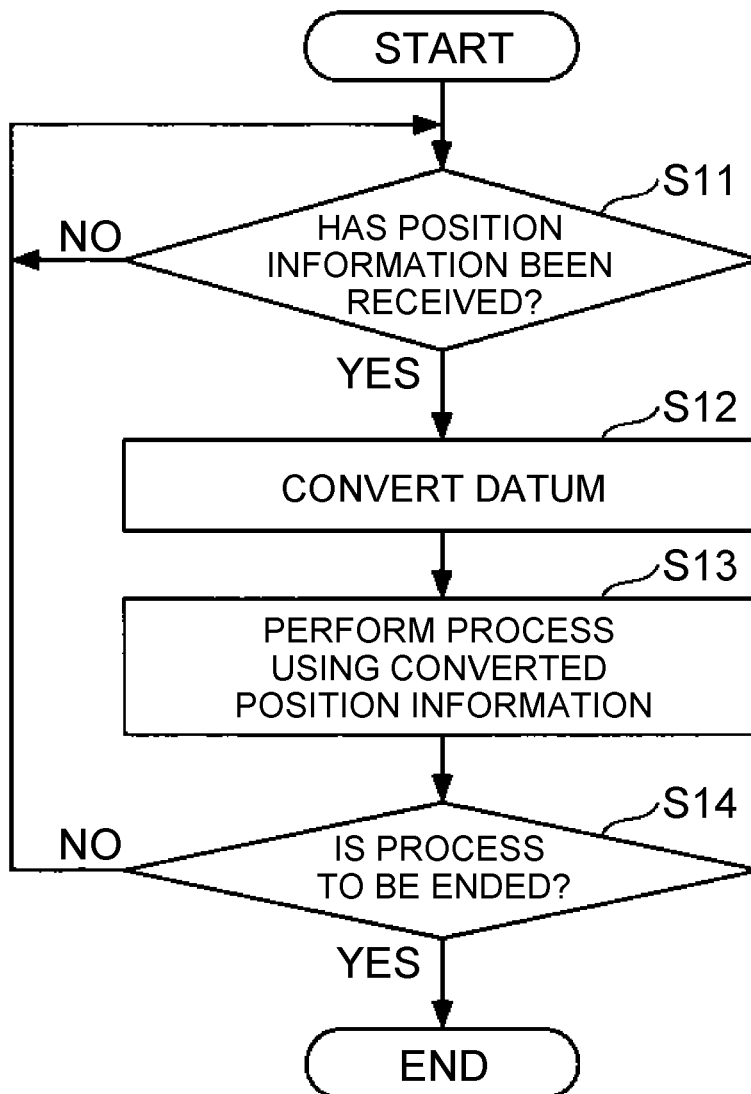 START
S11
HAS POSITION
INFORMATION BEEN
RECEIVED?
NO
YES
S12
CONVERT DATUM
S13
PERFORM PROCESS
USING CONVERTED
POSITION INFORMATION
S14
NO
IS PROCESS
TO BE ENDED?
YES
END